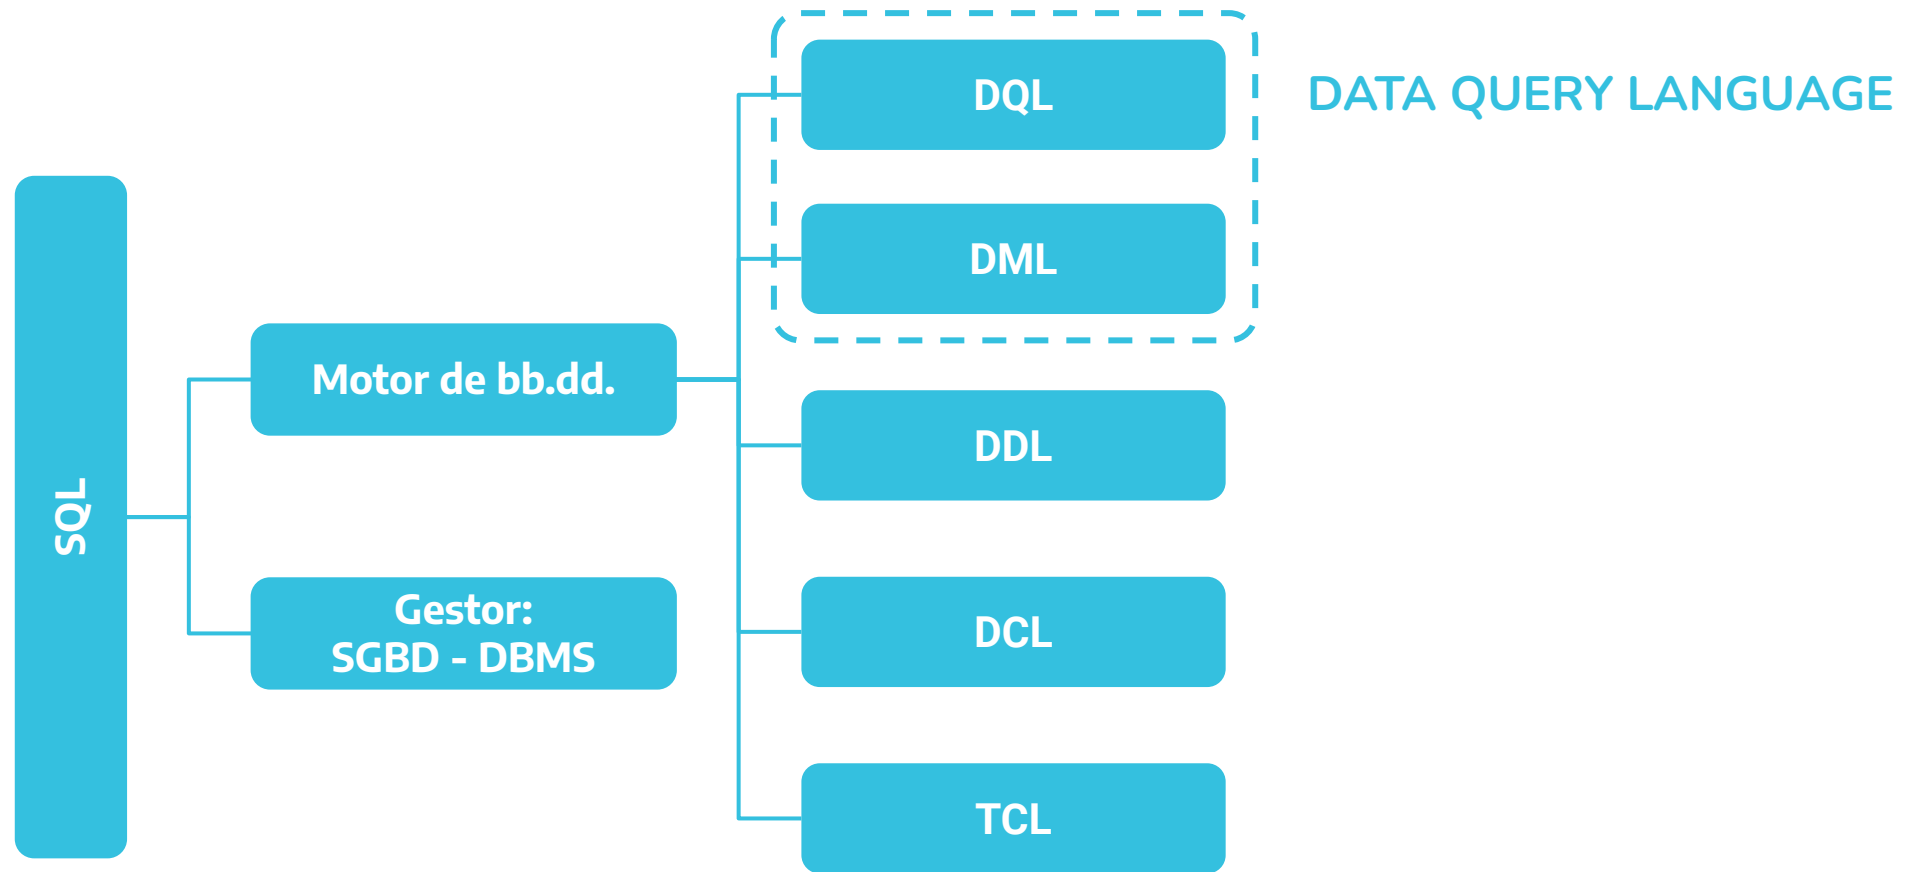 DQL
DATA QUERY LANGUAGE
DML
Motor de bb.dd.
DDL
SQL
Gestor:
SGBD - DBMS
DCL
TCL